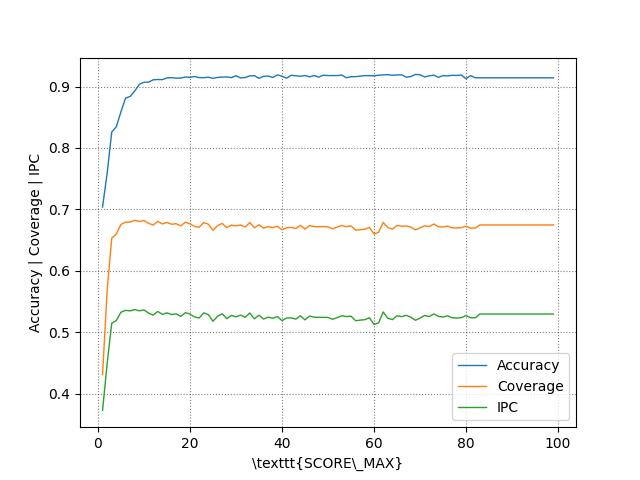 0.9
0.8
0.7
0.6
0.5
0.4
Accuracy | Coverage | IPC
Accuracy
Coverage
IPC
0 20 40 60 80 100
\texttt{SCORE\_MAX}